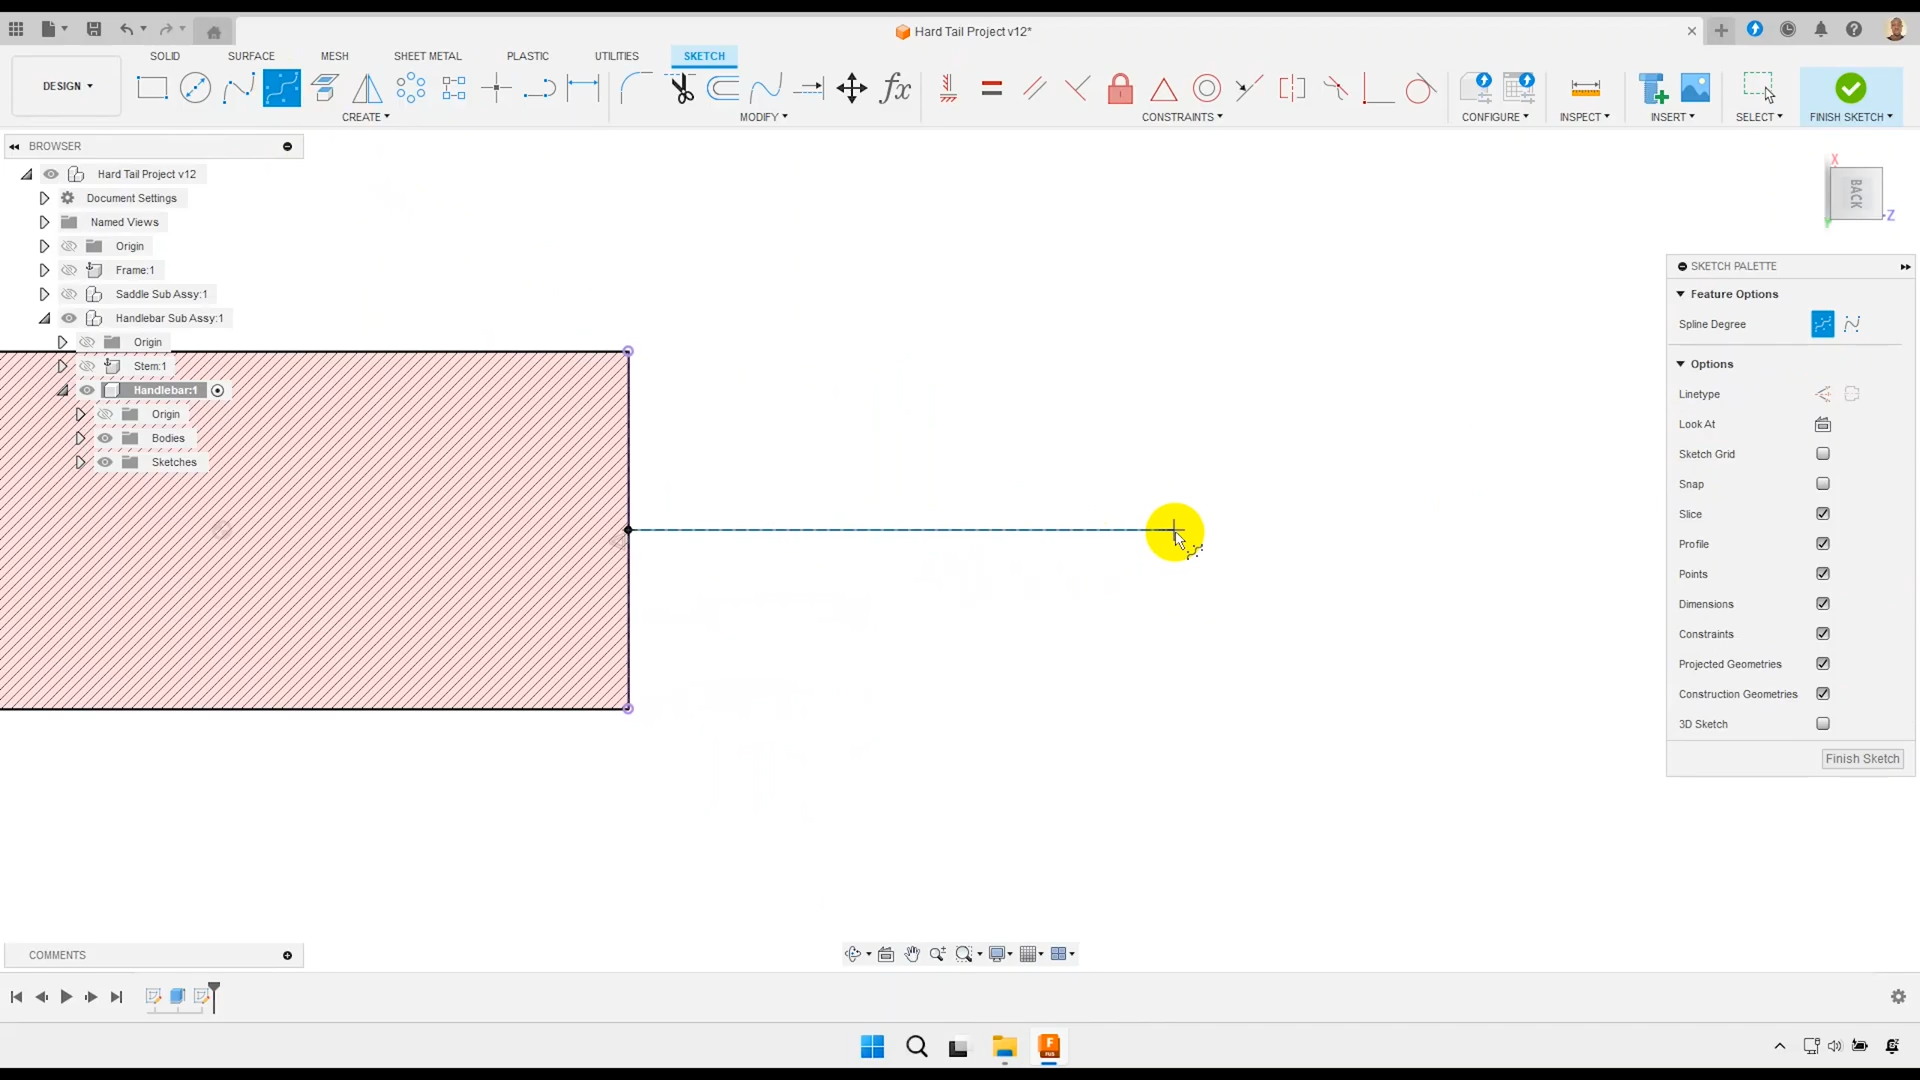 Hard Tail Project v12*
SOLID
SURFACE
MESH
SHEET METAL
PLASTIC
UTILITIES
SKETCH
DESIGN
fx
CREATE
MODIFY
CONSTRAINTS
CONFIGURE
INSPECT
INSERT
SELECT
FINISH SKETCH
BROWSER
Hard Tail Project v12
Document Settings
Named Views
Origin
Frame:1
Saddle Sub Assy:1
Handlebar Sub Assy:1
Origin
Stem:1
Handlebar:1
Origin
Bodies
Sketches
X
BACK
Z
SKETCH PALETTE
Feature Options
Spline Degree
Options
Linetype
Look At
Sketch Grid
Snap
Slice
Profile
Points
Dimensions
Constraints
Projected Geometries
Construction Geometries
3D Sketch
Finish Sketch
COMMENTS